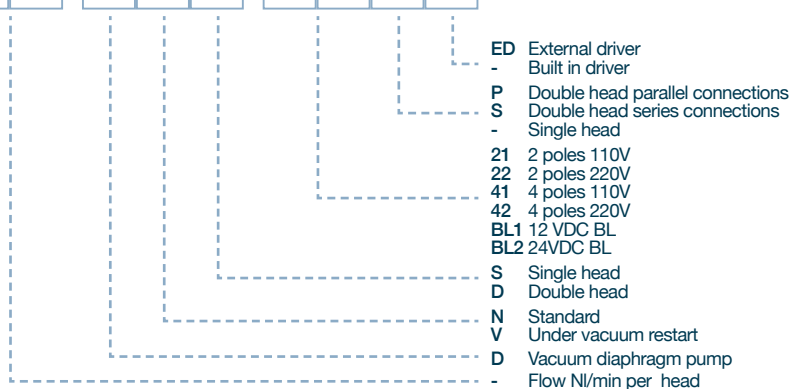 ED External driver
- Built in driver
P Double head parallel connections
S Double head series connections
- Single head
21 2 poles 110V
22 2 poles 220V
41 4 poles 110V
42 4 poles 220V
BL1 12 VDC BL
BL2 24VDC BL
S Single head
D Double head
N Standard
V Under vacuum restart
D Vacuum diaphragm pump
- Flow Nl/min per head